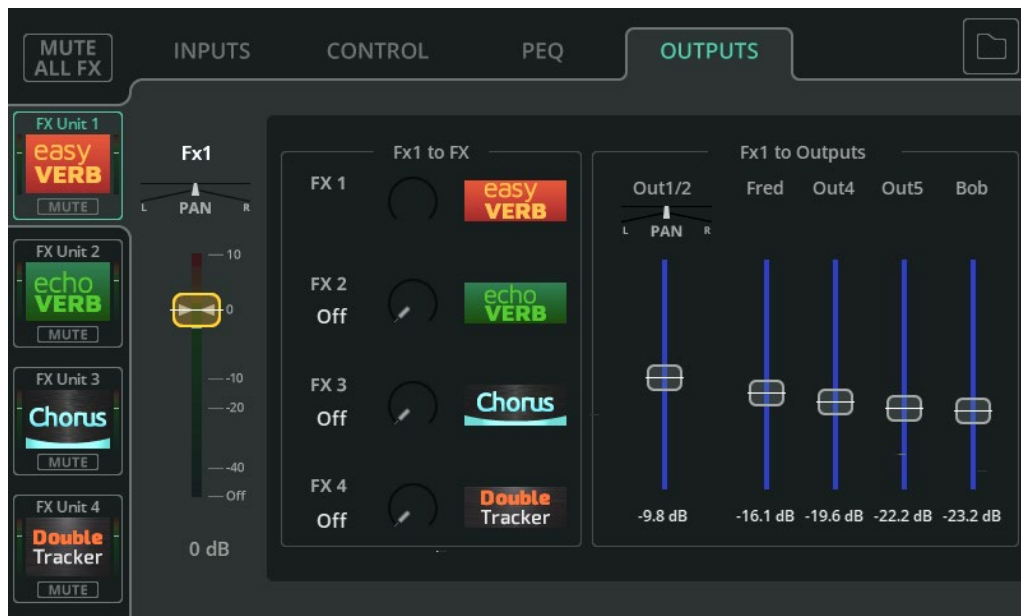 MUTE
ALL FX
INPUTS
CONTROL
PEQ
OUTPUTS
FX Unit 1
easy
VERB
MUTE
FX Unit 2
echo
VERB
MUTE
FX Unit 3
Chorus
MUTE
FX Unit 4
Double
Tracker
MUTE
Fx1
L PAN R
10
0
-10
-20
-40
Off
0 dB
Fx1 to FX
FX 1
easy
VERB
FX 2
Off
echo
VERB
FX 3
Off
Chorus
FX 4
Off
Double
Tracker
Fx1 to Outputs
Out1/2 Fred Out4 Out5 Bob
L PAN R
-9.8 dB -16.1 dB -19.6 dB -22.2 dB -23.2 dB